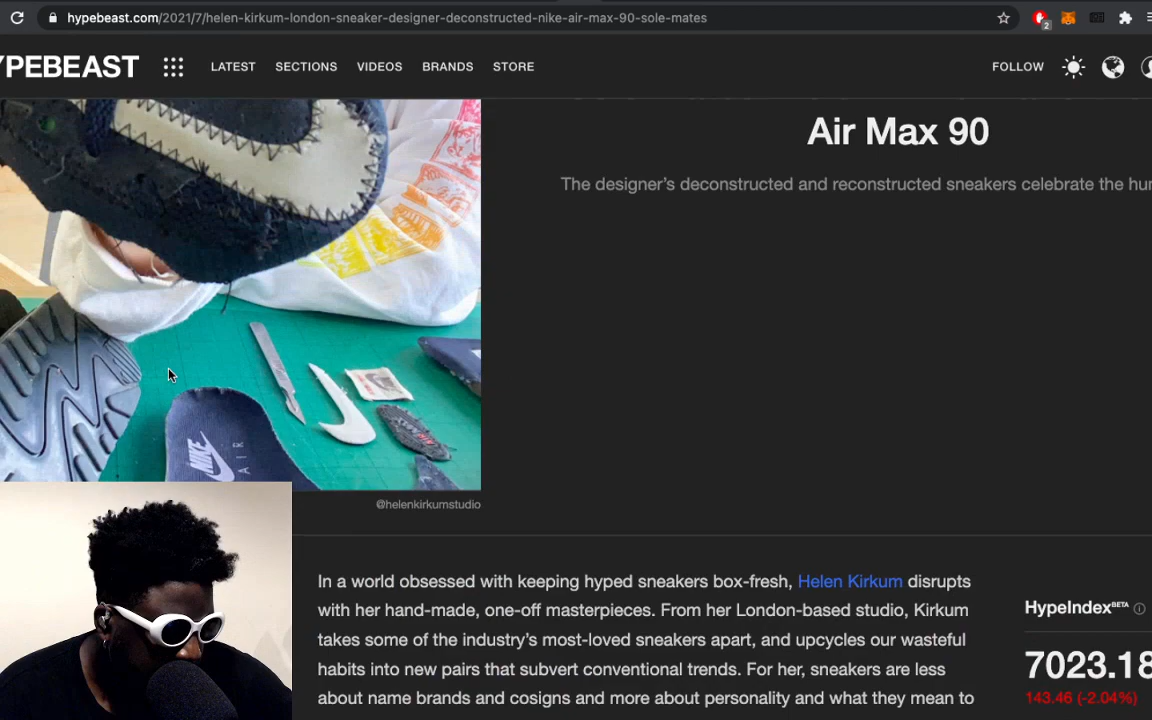 hypebeast.com/2021/7/helen-kirkum-london-sneaker-designer-deconstructed-nike-air-max-90-sole-mates
2
YPEBEAST
LATEST
SECTIONS
VIDEOS
BRANDS
STORE
FOLLOW
Air Max 90
The designer's deconstructed and reconstructed sneakers celebrate the hu
NIKE
AIR
@helenkirkumstudio
In a world obsessed with keeping hyped sneakers box-fresh, Helen Kirkum disrupts
with her hand-made, one-off masterpieces. From her London-based studio, Kirkum
takes some of the industry's most-loved sneakers apart, and upcycles our wasteful
habits into new pairs that subvert conventional trends. For her, sneakers are less
about name brands and cosigns and more about personality and what they mean to
HypeIndex BETA
7023.18
143.46 (-2.04%)